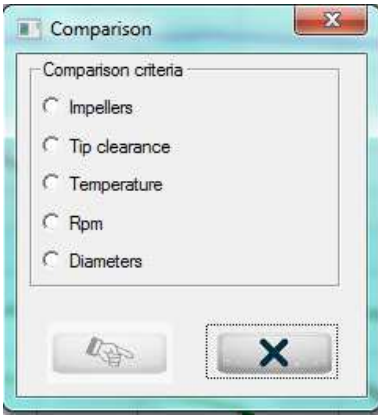 Comparison
Comparison criteria
Impellers
Tip clearance
Temperature
Rpm
Diameters